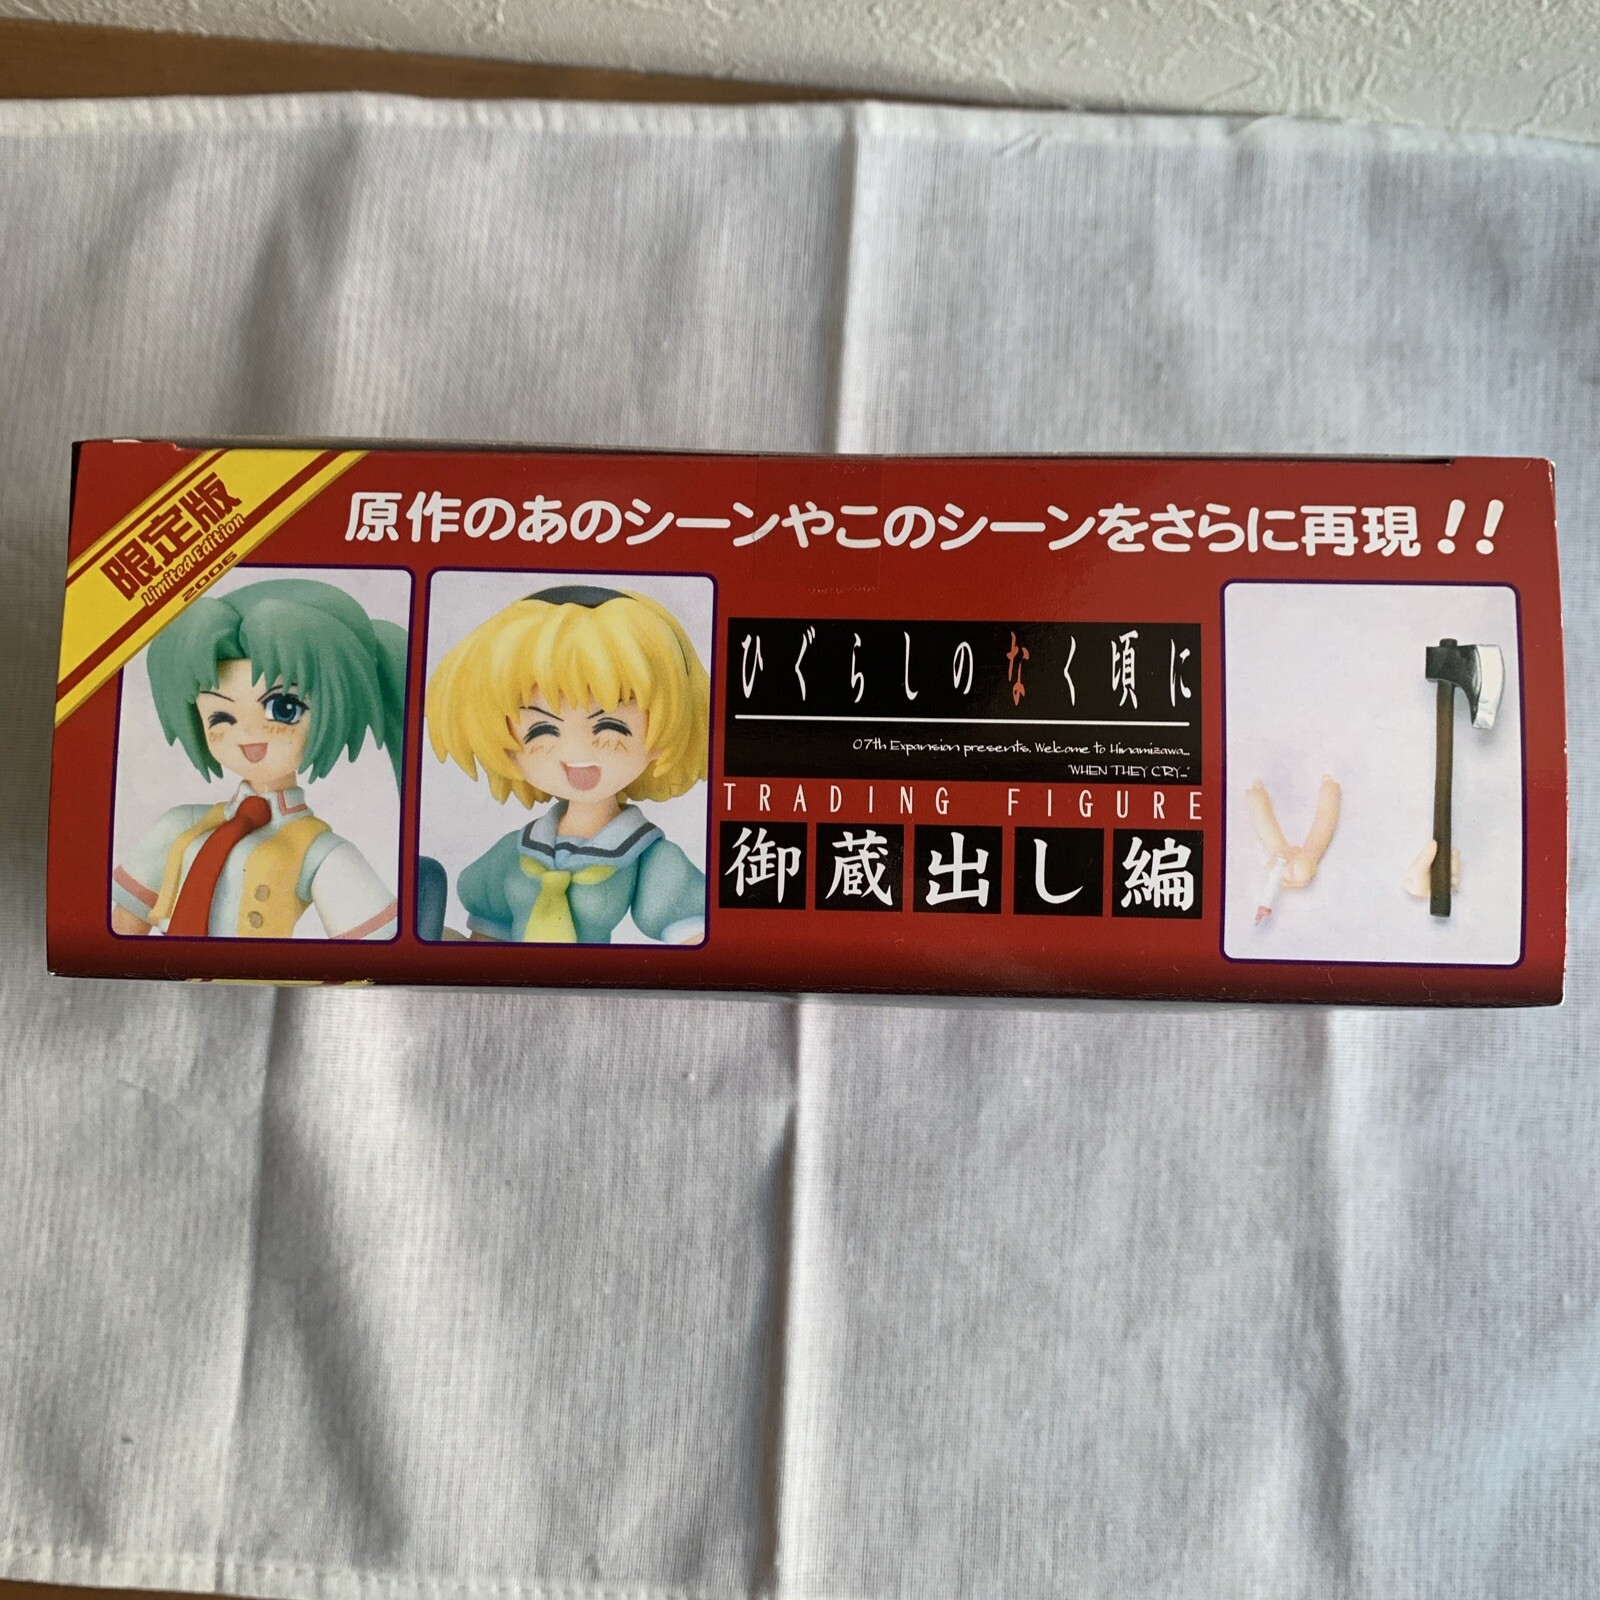 限定版
Limited Edition
2006
原作のあのシーンやこのシーンをさらに再現!!
ひぐらしのなく頃に
07th Expansion presents. Welcome to Hinamizawa...
"WHEN THEY CRY..."
TRADING FIGURE
御蔵出し編